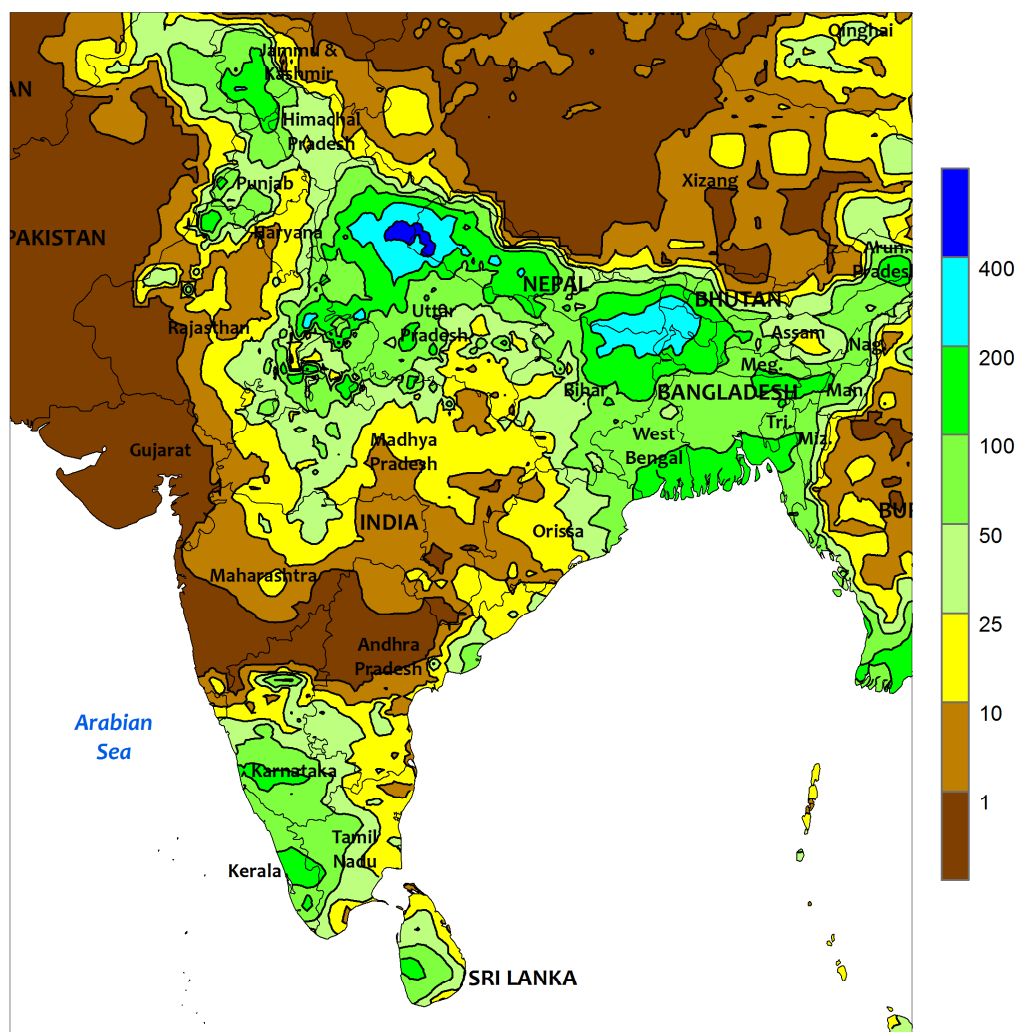 CHINA
Qinghai
Jammu &
Kashmir
AN
Himachal
Pradesh
Punjab
Xizang
PAKISTAN
Haryana
Arun.
Pradesh
400
NEPAL
BHUTAN
Uttar
Pradesh
Rajasthan
Assam
Nag.
200
Meg.
Bihar
BANGLADESH
Man.
Tri.
West
Bengal
Miz.
Gujarat
Madhya
Pradesh
100
INDIA
Orissa
BUR
50
Maharashtra
25
Andhra
Pradesh
10
Arabian
Sea
Karnataka
1
Tamil
Nadu
Kerala
SRI LANKA